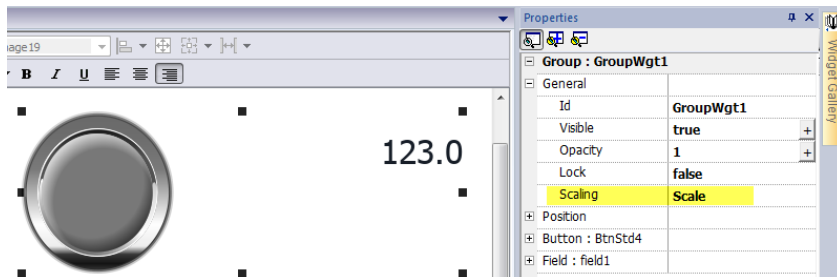 Properties
age19
B I U
Group : GroupWgt1
General
Id GroupWgt1
Visible true +
Opacity 1 +
Lock false
Scaling Scale
Position
Button : BtnStd4
Field : field1
123.0
Widget Gallery